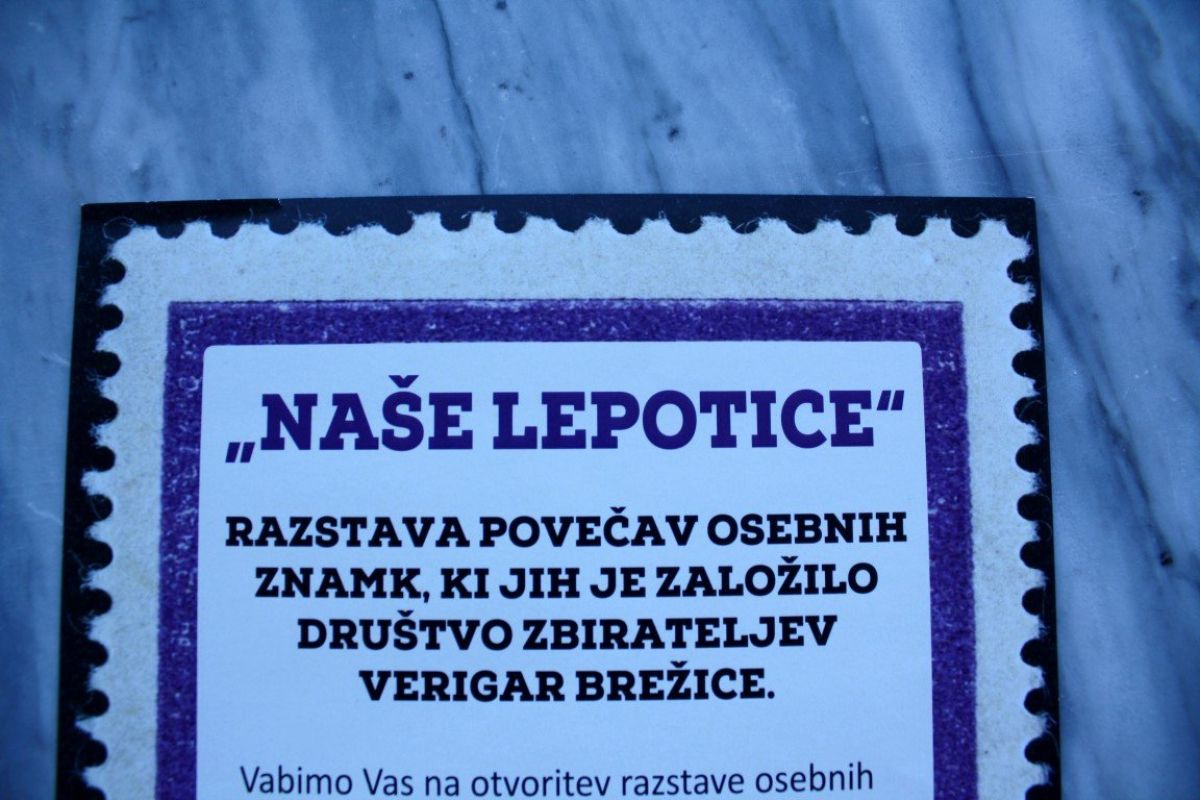 „NAŠE LEPOTICE“
RAZSTAVA POVEČAV OSEBNIH
ZNAMK, KI JIH JE ZALOŽILO
DRUŠTVO ZBIRATELJEV
VERIGAR BREŽICE.
Vabimo Vas na otvoritev razstave osebnih